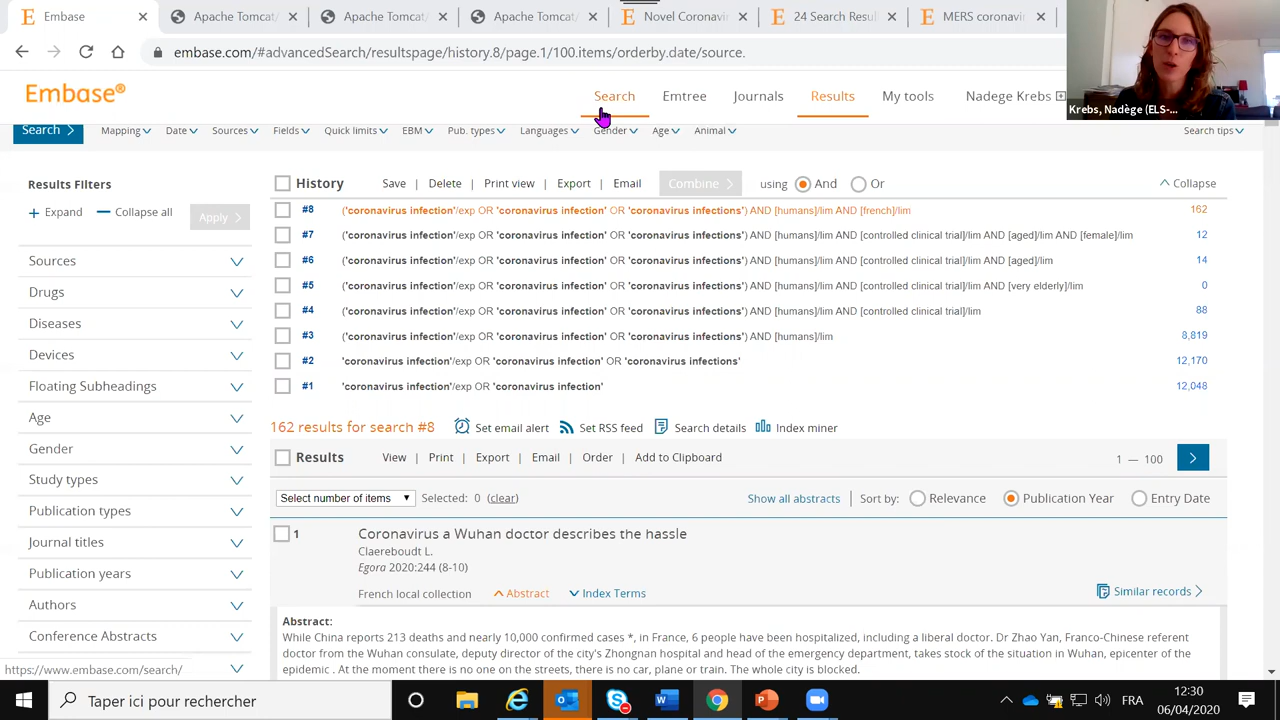 Embase
Apache Tomcat/
Apache Tomcat/
Apache Tomcat/
Novel Coronavir
24 Search Resul
MERS coronavir
embase.com/#advancedSearch/resultspage/history.8/page.1/100.items/orderby.date/source.
Embase®
Search
Emtree
Journals
Results
My tools
Nadege Krebs
Krebs, Nadège (ELS-...
Search
Mapping
Date
Sources
Fields
Quick limits
EBM
Pub. types
Languages
Gender
Age
Animal
Search tips
Results Filters
+ Expand
Collapse all
Apply
Sources
Drugs
Diseases
Devices
Floating Subheadings
Age
Gender
Study types
Publication types
Journal titles
Publication years
Authors
Conference Abstracts
History Save | Delete | Print view | Export | Email Combine > using And Or Collapse
#8 ('coronavirus infection'/exp OR 'coronavirus infection' OR 'coronavirus infections') AND [humans]/lim AND [french]/lim 162
#7 ('coronavirus infection'/exp OR 'coronavirus infection' OR 'coronavirus infections') AND [humans]/lim AND [controlled clinical trial]/lim AND [aged]/lim AND [female]/lim 12
#6 ('coronavirus infection'/exp OR 'coronavirus infection' OR 'coronavirus infections') AND [humans]/lim AND [controlled clinical trial]/lim AND [aged]/lim 14
#5 ('coronavirus infection'/exp OR 'coronavirus infection' OR 'coronavirus infections') AND [humans]/lim AND [controlled clinical trial]/lim AND [very elderly]/lim 0
#4 ('coronavirus infection'/exp OR 'coronavirus infection' OR 'coronavirus infections') AND [humans]/lim AND [controlled clinical trial]/lim 88
#3 ('coronavirus infection'/exp OR 'coronavirus infection' OR 'coronavirus infections') AND [humans]/lim 8,819
#2 'coronavirus infection'/exp OR 'coronavirus infection' OR 'coronavirus infections' 12,170
#1 'coronavirus infection'/exp OR 'coronavirus infection' 12,048
162 results for search #8 Set email alert Set RSS feed Search details Index miner
Results View | Print | Export | Email | Order | Add to Clipboard 1 — 100
Select number of items Selected: 0 (clear) Show all abstracts | Sort by: Relevance Publication Year Entry Date
1 Coronavirus a Wuhan doctor describes the hassle
Claereboudt L.
Egora 2020:244 (8-10)
French local collection Abstract Index Terms Similar records
Abstract:
While China reports 213 deaths and nearly 10,000 confirmed cases *, in France, 6 people have been hospitalized, including a liberal doctor. Dr Zhao Yan, Franco-Chinese referent
doctor from the Wuhan consulate, deputy director of the city's Zhongnan hospital and head of the emergency department, takes stock of the situation in Wuhan, epicenter of the
epidemic . At the moment there is no one on the streets, there is no car, plane or train. The whole city is blocked.
https://www.embase.com/search/
Taper ici pour rechercher
FRA
12:30
06/04/2020